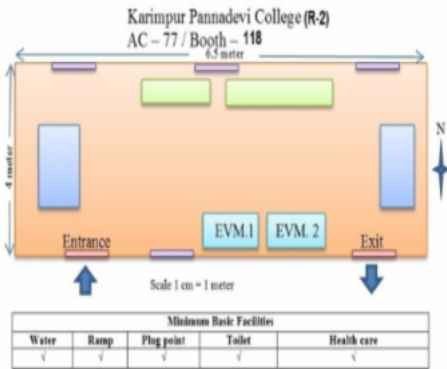 Karimpur Pannadevi College (R-2)
AC – 77 / Booth – 118
6.5 meter
4 meter
N
EVM.1
EVM. 2
Entrance
Exit
Scale 1 cm = 1 meter
Minimum Basic Facilities
Water Ramp Plug point Toilet Health care
√ √ √ √ √